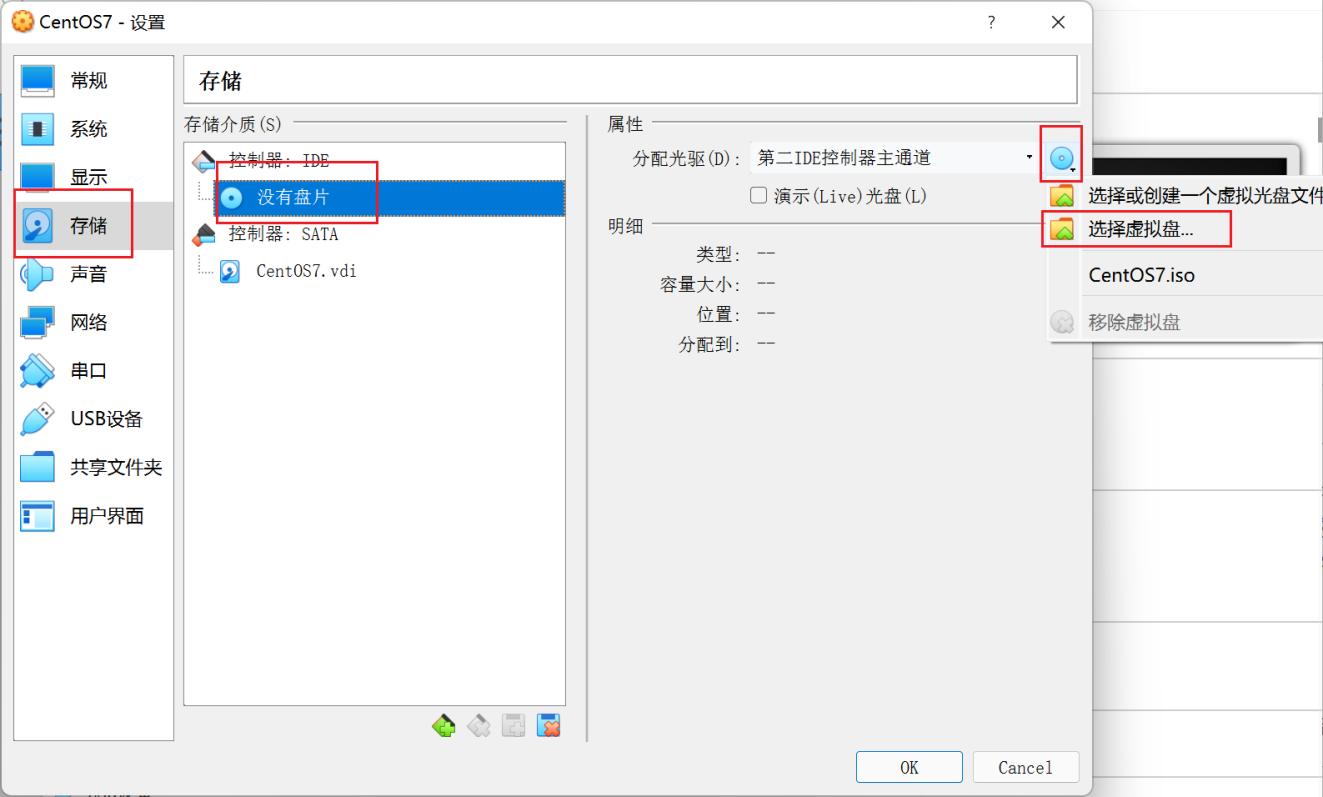 CentOS7 - 设置
?
常规
系统
显示
存储
声音
网络
串口
USB设备
共享文件夹
用户界面
存储
存储介质(S)
控制器: IDE
没有盘片
控制器: SATA
CentOS7.vdi
属性
分配光驱(D): 第二IDE控制器主通道
演示(Live)光盘(L)
明细
类型: --
容量大小: --
位置: --
分配到: --
选择或创建一个虚拟光盘文件
选择虚拟盘...
CentOS7.iso
移除虚拟盘
OK
Cancel